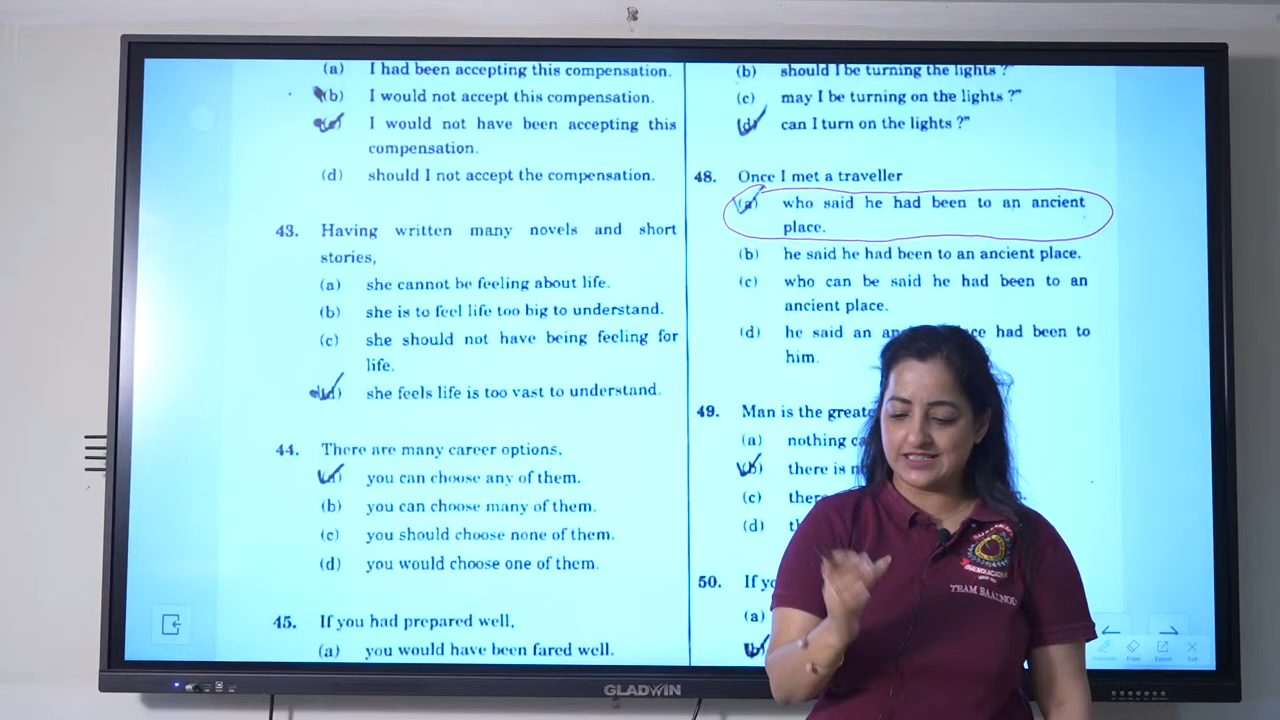 (a) I had been accepting this compensation.
(b) I would not accept this compensation.
(c) I would not have been accepting this
compensation.
(d) should I not accept the compensation.
43. Having written many novels and short
stories,
(a) she cannot be feeling about life.
(b) she is to feel life too big to understand.
(c) she should not have being feeling for
life.
(d) she feels life is too vast to understand.
44. There are many career options,
(a) you can choose any of them.
(b) you can choose many of them.
(c) you should choose none of them.
(d) you would choose one of them.
45. If you had prepared well,
(a) you would have been fared well.
(b) should I be turning the lights ?"
(c) may I be turning on the lights ?"
(d) can I turn on the lights ?"
48. Once I met a traveller
(a) who said he had been to an ancient
place.
(b) he said he had been to an ancient place.
(c) who can be said he had been to an
ancient place.
(d) he said an had been to
him.
49. Man is the
(a) nothing
(b) there is
(c)
(d)
50. If
(a)
(b)
TEAM
Export
Exit
GLADWIN